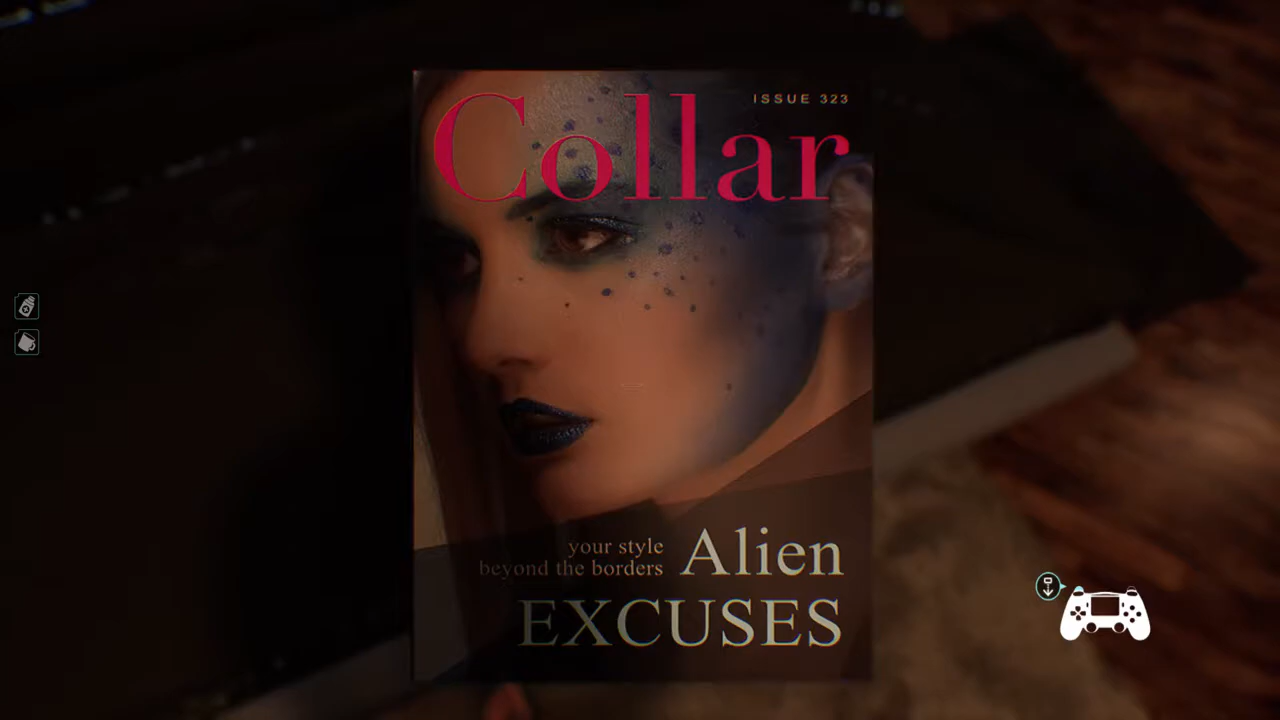 ISSUE 323
Collar
your style
beyond the borders
Alien
EXCUSES